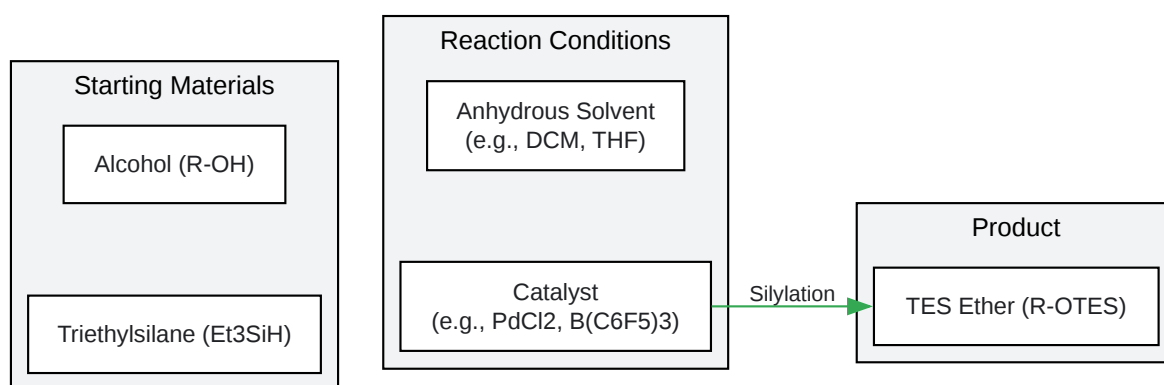 Starting Materials
Alcohol (R-OH)
Triethylsilane (Et3SiH)
Reaction Conditions
Anhydrous Solvent
(e.g., DCM, THF)
Catalyst
(e.g., PdCl2, B(C6F5)3)
Silylation
Product
TES Ether (R-OTES)